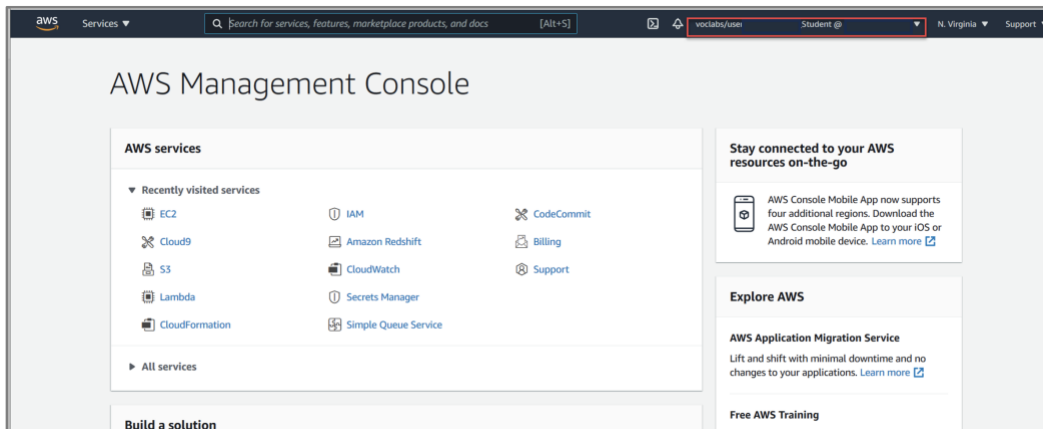 aws Services ▼ Search for services, features, marketplace products, and docs [Alt+S] voclabs/user Student @ ▼ N. Virginia ▼ Support
AWS Management Console
AWS services
▼ Recently visited services
EC2
Cloud9
S3
Lambda
CloudFormation
IAM
Amazon Redshift
CloudWatch
Secrets Manager
Simple Queue Service
CodeCommit
Billing
Support
▶ All services
Build a solution
Stay connected to your AWS
resources on-the-go
AWS Console Mobile App now supports
four additional regions. Download the
AWS Console Mobile App to your iOS or
Android mobile device. Learn more
Explore AWS
AWS Application Migration Service
Lift and shift with minimal downtime and no
changes to your applications. Learn more
Free AWS Training